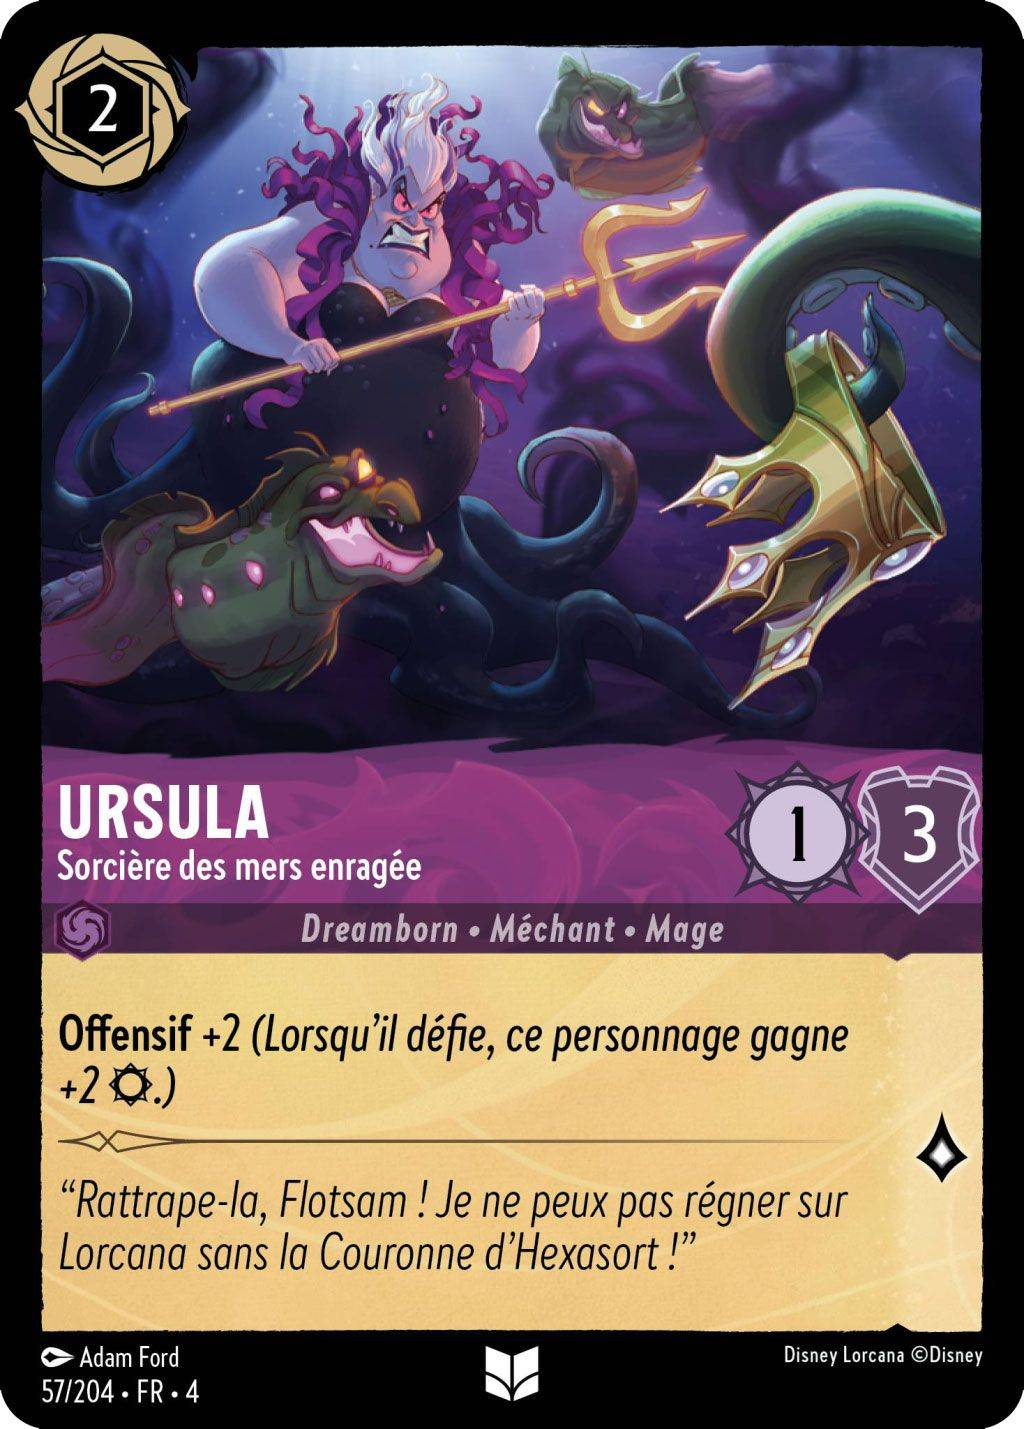 2
URSULA
Sorcière des mers enragée
1
3
Dreamborn • Méchant • Mage
Offensif +2 (Lorsqu’il défie, ce personnage gagne
+2 .)
“Rattrape-la, Flotsam ! Je ne peux pas régner sur
Lorcana sans la Couronne d’Hexasort !”
Adam Ford
Disney Lorcana ©Disney
57/204 • FR • 4